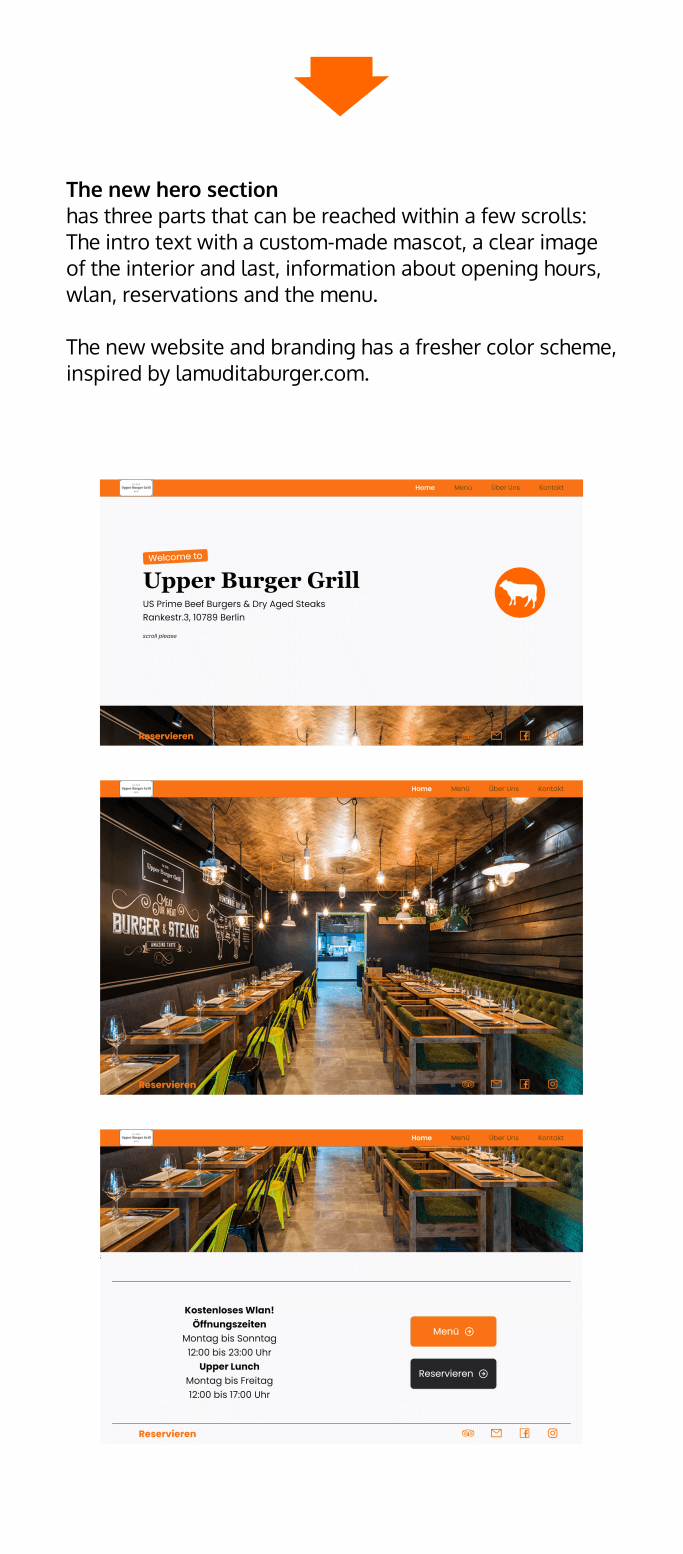 The new hero section
has three parts that can be reached within a few scrolls:
The intro text with a custom-made mascot, a clear image
of the interior and last, information about opening hours,
wlan, reservations and the menu.
The new website and branding has a fresher color scheme,
inspired by lamuditaburger.com.
Upper Burger Grill
Home Menü Über Uns Kontakt
Welcome to
Upper Burger Grill
US Prime Beef Burgers & Dry Aged Steaks
Rankestr.3, 10789 Berlin
scroll please
Reservieren
Upper Burger Grill
Home Menü Über Uns Kontakt
Upper Burger Grill
MEAT
FOR MEAT
BURGER & STEAKS
AMAZING TASTE
Reservieren
Upper Burger Grill
Home Menü Über Uns Kontakt
Kostenloses Wlan!
Öffnungszeiten
Montag bis Sonntag
12:00 bis 23:00 Uhr
Upper Lunch
Montag bis Freitag
12:00 bis 17:00 Uhr
Menü
Reservieren
Reservieren